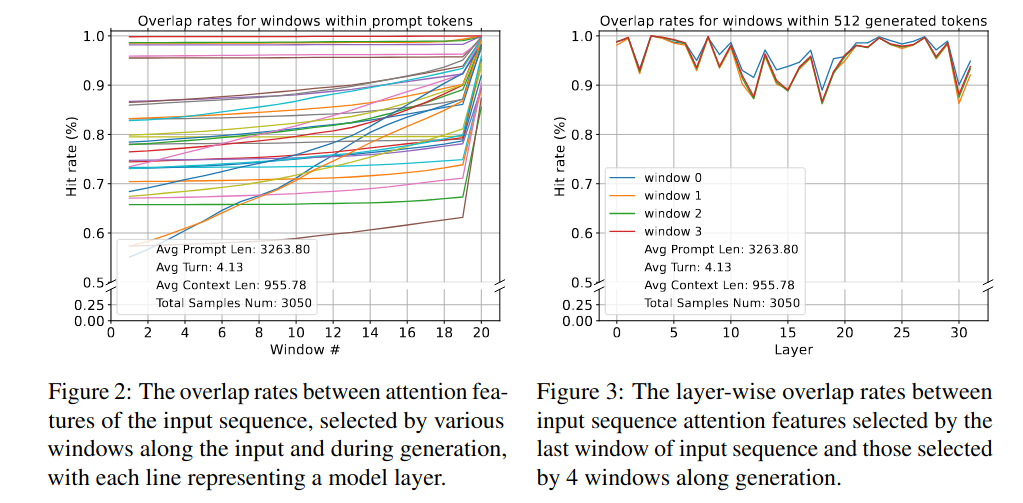 Overlap rates for windows within prompt tokens
Hit rate (%)
1.0
0.9
0.8
0.7
0.6
0.5
0.25
0.00
Avg Prompt Len: 3263.80
Avg Turn: 4.13
Avg Context Len: 955.78
Total Samples Num: 3050
0 2 4 6 8 10 12 14 16 18 20
Window #
Overlap rates for windows within 512 generated tokens
Hit rate (%)
1.0
0.9
0.8
0.7
0.6
0.5
0.25
0.00
window 0
window 1
window 2
window 3
Avg Prompt Len: 3263.80
Avg Turn: 4.13
Avg Context Len: 955.78
Total Samples Num: 3050
0 5 10 15 20 25 30
Layer
Figure 2: The overlap rates between attention fea-
tures of the input sequence, selected by various
windows along the input and during generation,
with each line representing a model layer.
Figure 3: The layer-wise overlap rates between
input sequence attention features selected by the
last window of input sequence and those selected
by 4 windows along generation.